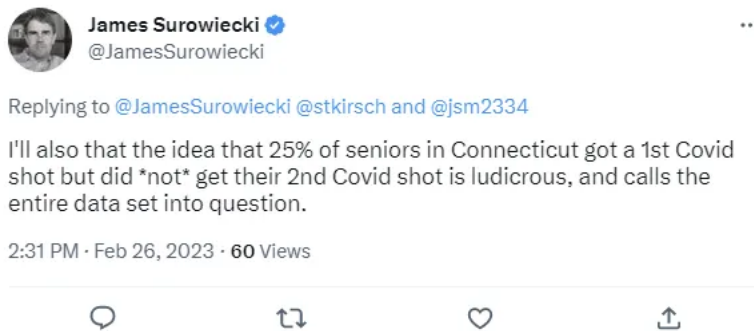 James Surowiecki
@JamesSurowiecki
Replying to @JamesSurowiecki @stkirsch and @jsm2334
I'll also that the idea that 25% of seniors in Connecticut got a 1st Covid
shot but did *not* get their 2nd Covid shot is ludicrous, and calls the
entire data set into question.
2:31 PM · Feb 26, 2023 · 60 Views